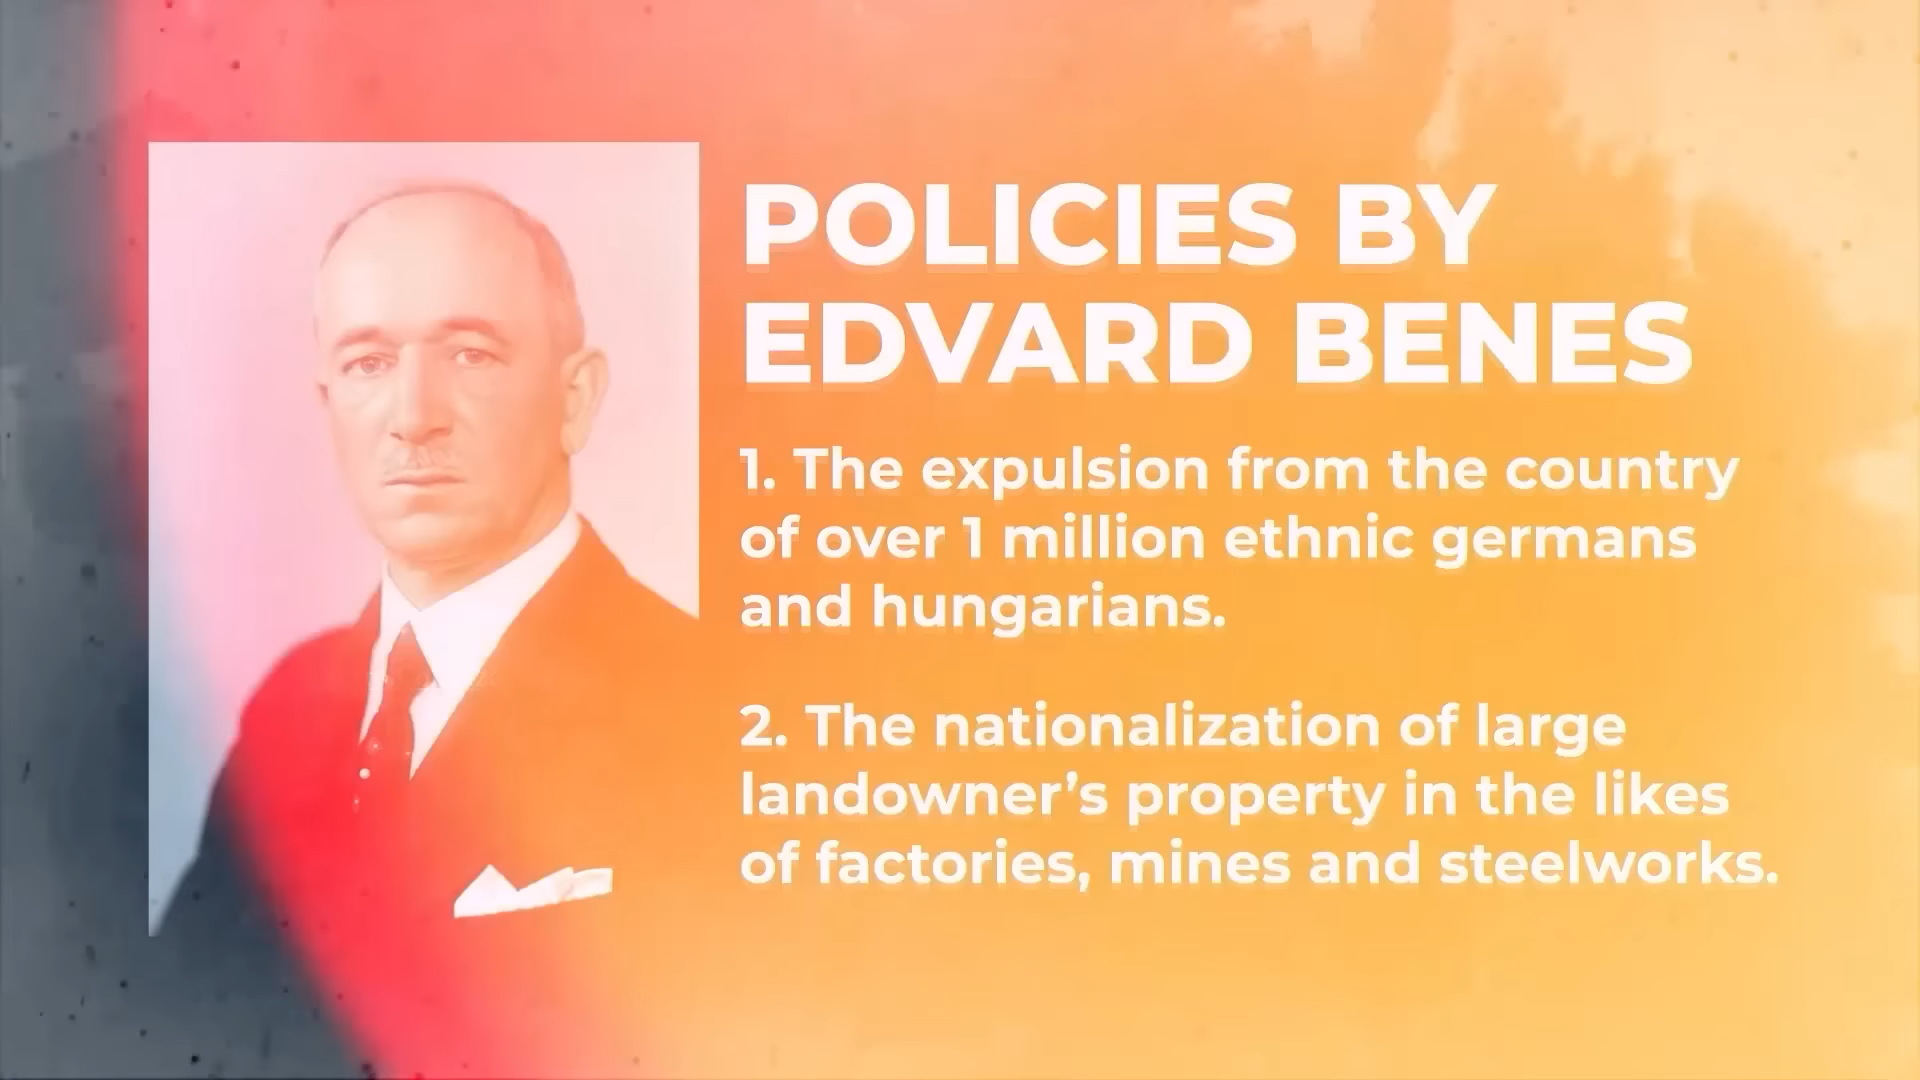 POLICIES BY
EDVARD BENES
1. The expulsion from the country
of over 1 million ethnic germans
and hungarians.
2. The nationalization of large
landowner’s property in the likes
of factories, mines and steelworks.